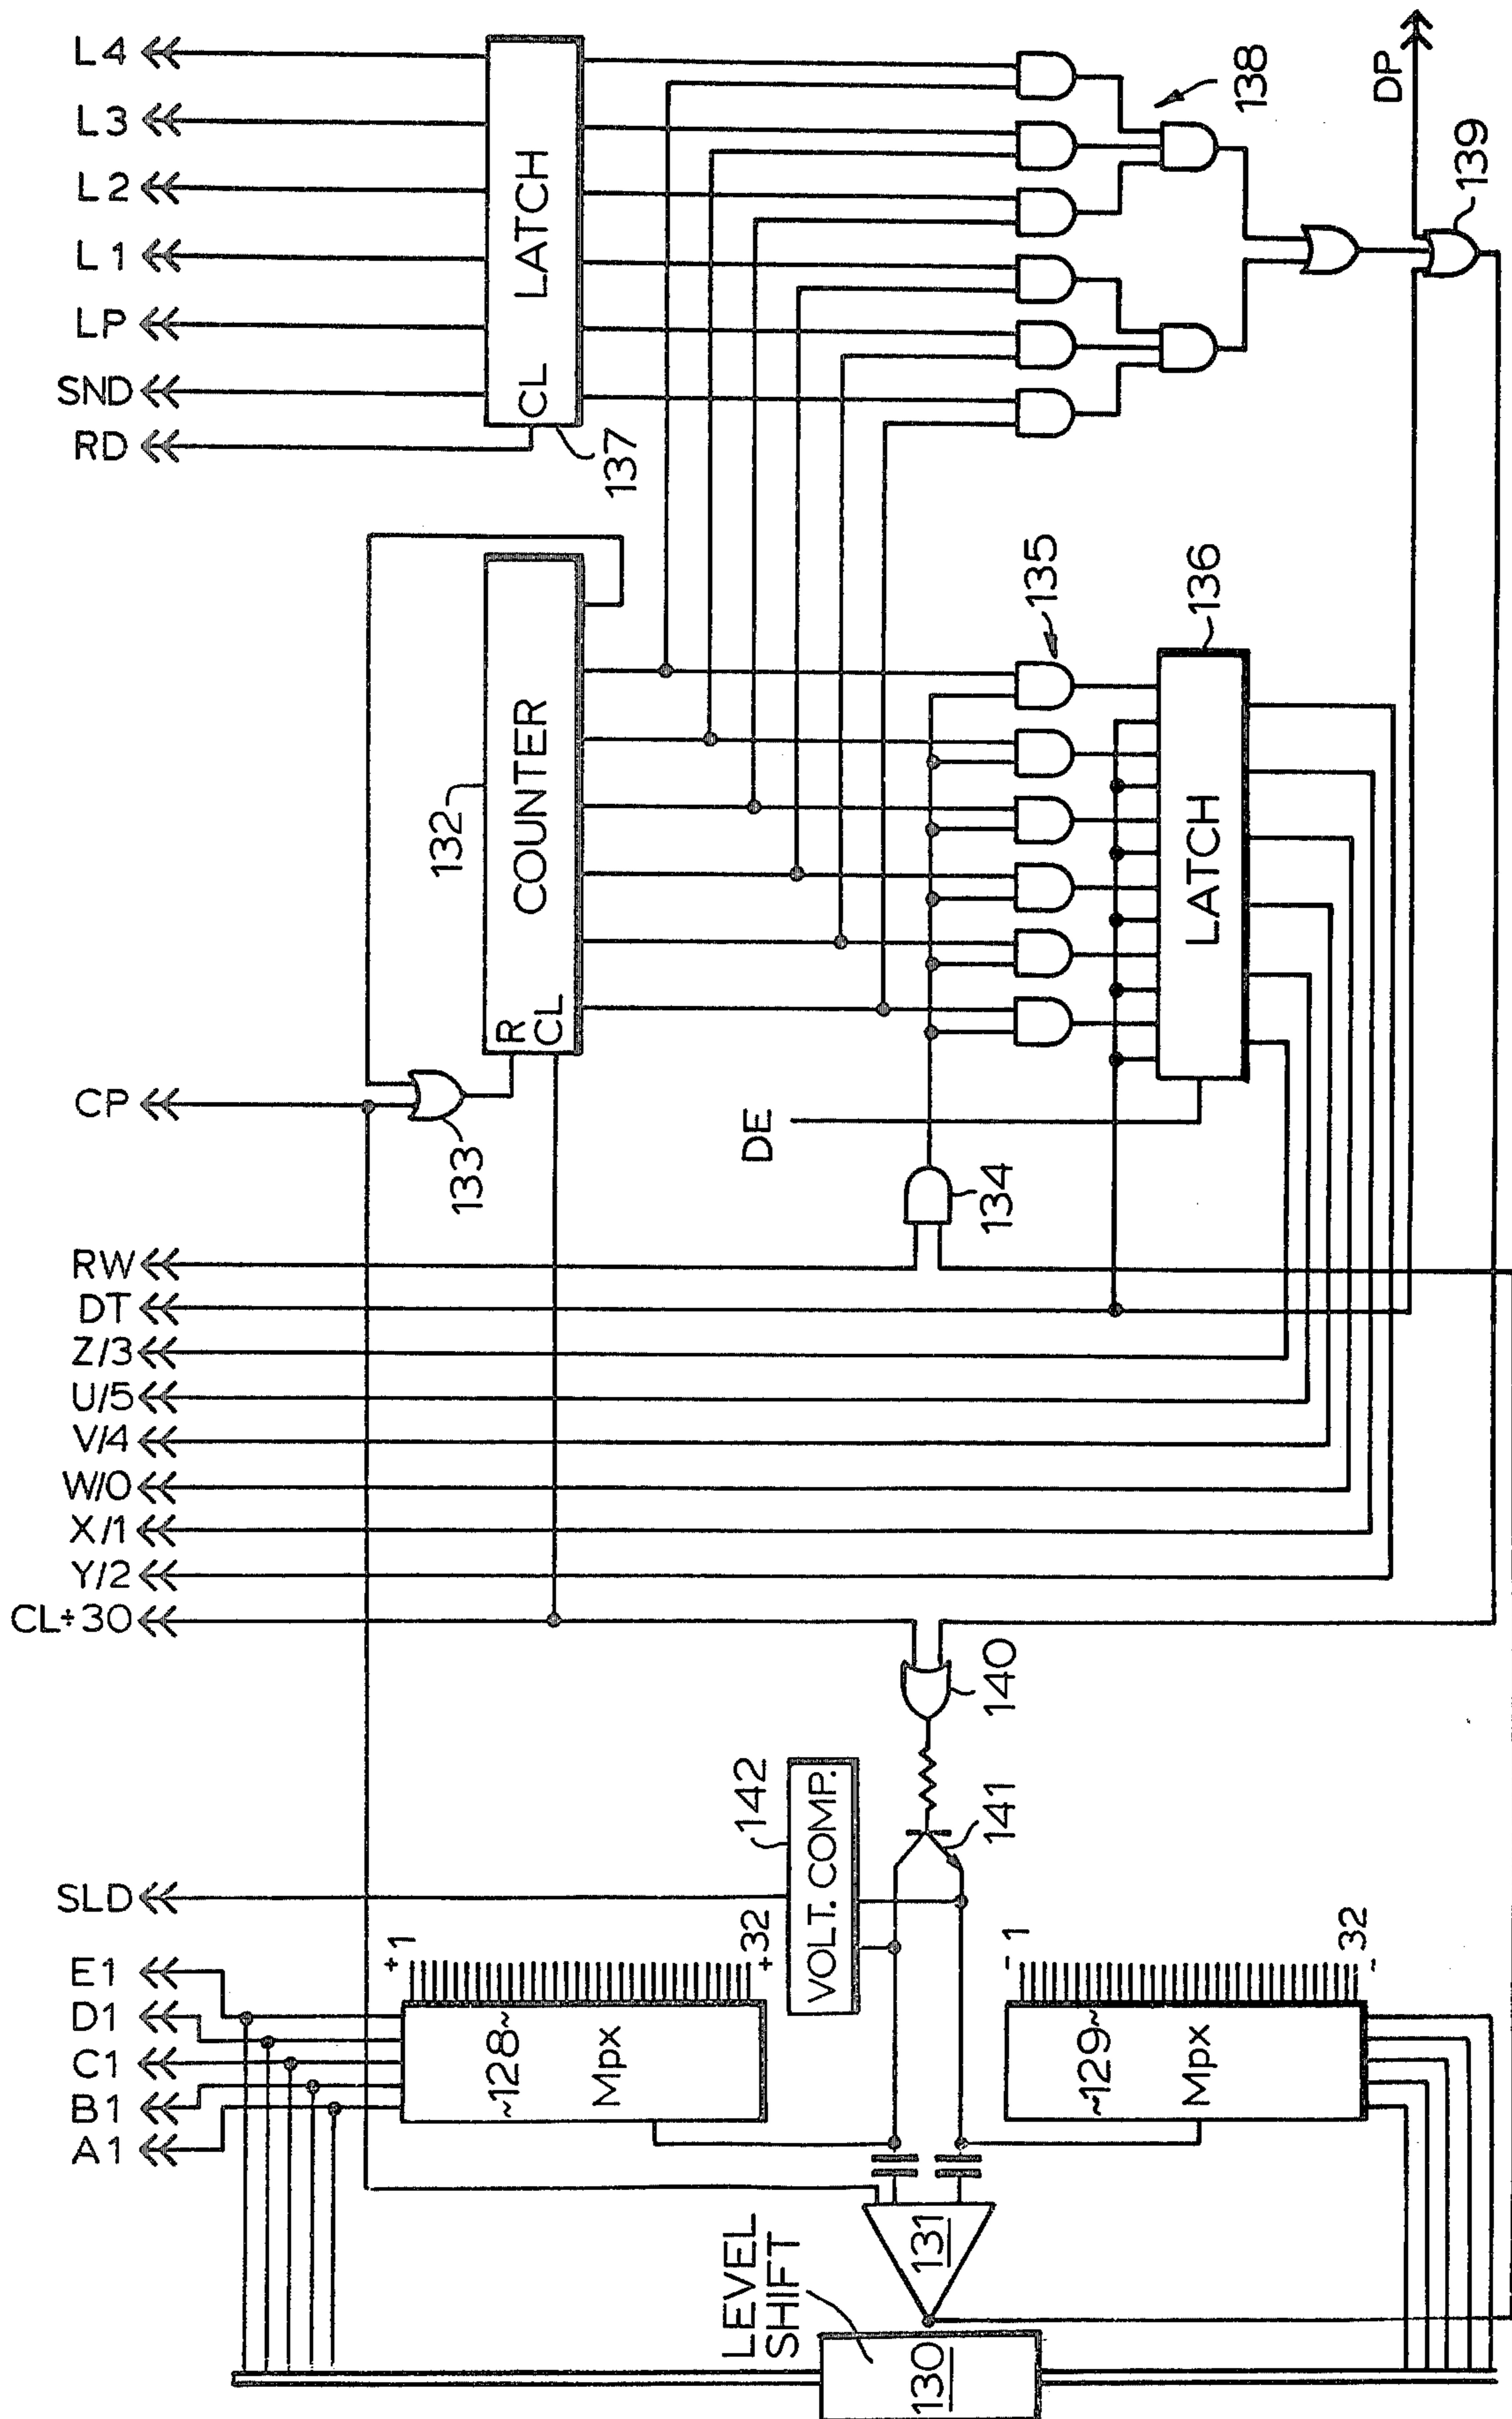 L4
L3
L2
L1
LP
SND
RD
CP
RW
DT
Z/3
U/5
V/4
W/0
X/1
Y/2
CL÷30
SLD
E1
D1
C1
B1
A1
LATCH
CL
137
138
DP
139
132
COUNTER
R
CL
133
135
136
LATCH
DE
134
140
141
142
VOLT. COMP.
+1
+32
~128~
Mpx
-1
-32
~129~
Mpx
131
LEVEL
SHIFT
130